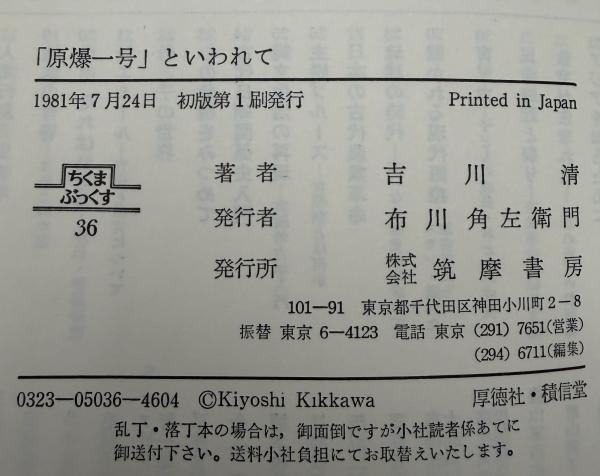 「原爆一号」といわれて
1981年7月24日 初版第1刷発行 Printed in Japan
ちくま
ぶっくす
36
著者 吉川清
発行者 布川角左衛門
発行所 株式会社 筑摩書房
101—91 東京都千代田区神田小川町2−8
振替 東京 6—4123 電話 東京 (291) 7651(営業)
(294) 6711(編集)
0323—05036—4604 ©Kiyoshi Kıkkawa 厚徳社・積信堂
乱丁・落丁本の場合は，御面倒ですが小社読者係あてに
御送付下さい。送料小社負担にてお取替えいたします。